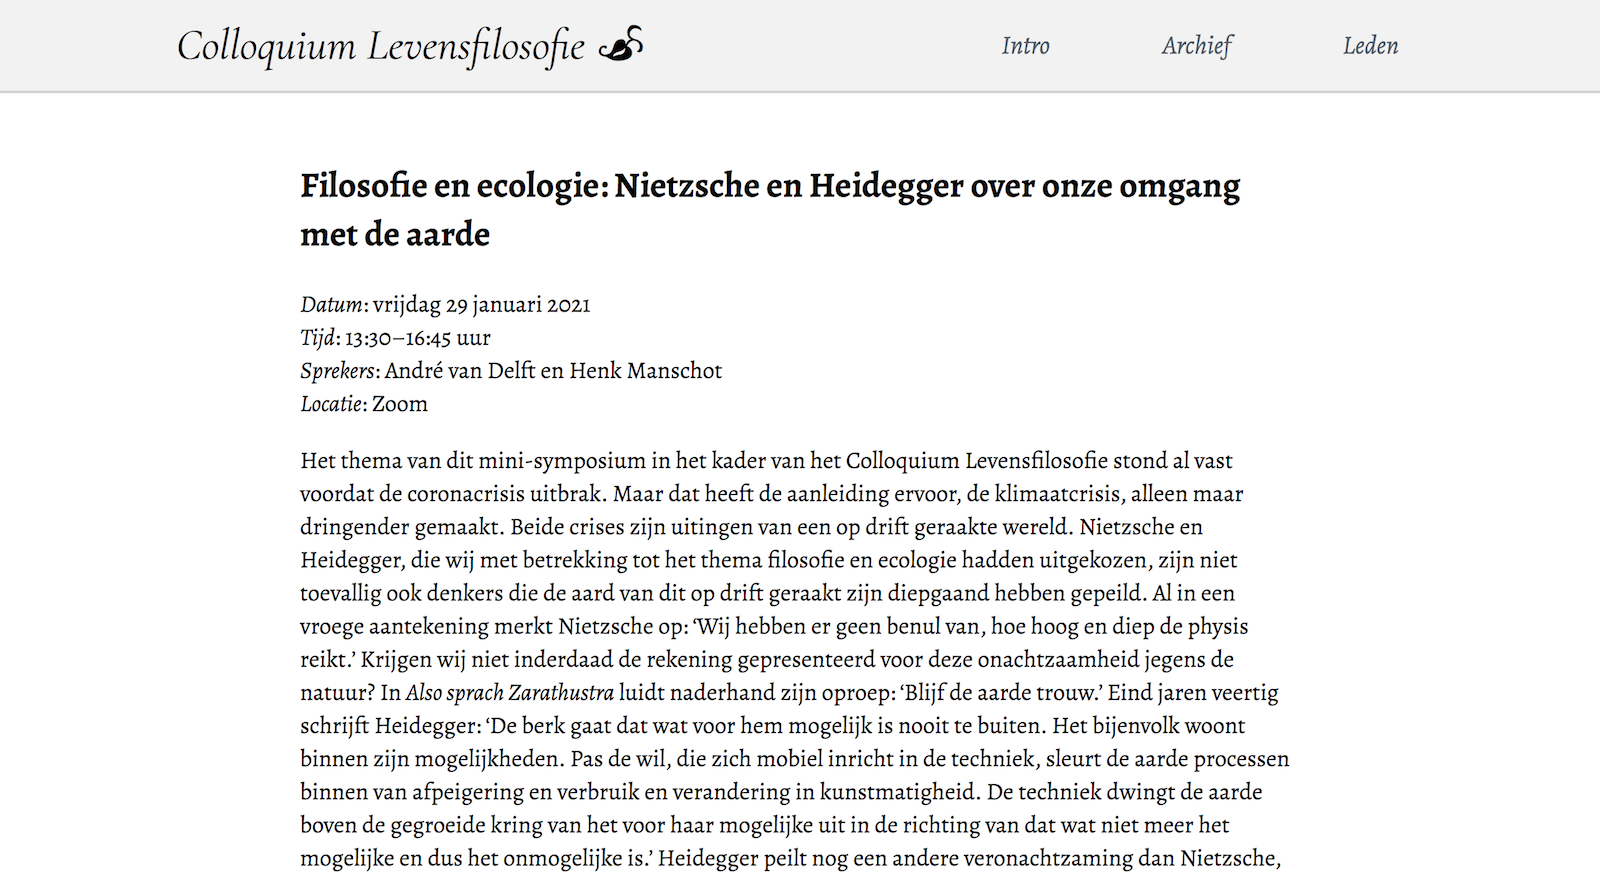 Colloquium Levensfilosofie
Intro
Archief
Leden
Filosofie en ecologie: Nietzsche en Heidegger over onze omgang
met de aarde
Datum: vrijdag 29 januari 2021
Tijd: 13:30–16:45 uur
Sprekers: André van Delft en Henk Manschot
Locatie: Zoom
Het thema van dit mini-symposium in het kader van het Colloquium Levensfilosofie stond al vast
voordat de coronacrisis uitbrak. Maar dat heeft de aanleiding ervoor, de klimaatcrisis, alleen maar
dringender gemaakt. Beide crises zijn uitingen van een op drift geraakte wereld. Nietzsche en
Heidegger, die wij met betrekking tot het thema filosofie en ecologie hadden uitgekozen, zijn niet
toevallig ook denkers die de aard van dit op drift geraakt zijn diepgaand hebben gepeild. Al in een
vroege aantekening merkt Nietzsche op: ‘Wij hebben er geen benul van, hoe hoog en diep de physis
reikt.’ Krijgen wij niet inderdaad de rekening gepresenteerd voor deze onachtzaamheid jegens de
natuur? In Also sprach Zarathustra luidt naderhand zijn oproep: ‘Blijf de aarde trouw.’ Eind jaren veertig
schrijft Heidegger: ‘De berk gaat dat wat voor hem mogelijk is nooit te buiten. Het bijenvolk woont
binnen zijn mogelijkheden. Pas de wil, die zich mobiel inricht in de techniek, sleurt de aarde processen
binnen van afpeigering en verbruik en verandering in kunstmatigheid. De techniek dwingt de aarde
boven de gegroeide kring van het voor haar mogelijke uit in de richting van dat wat niet meer het
mogelijke en dus het onmogelijke is.’ Heidegger peilt nog een andere veronachtzaming dan Nietzsche,